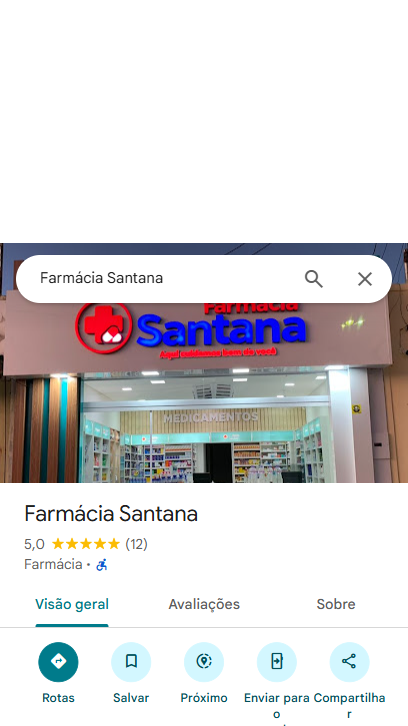 Farmácia Santana
Farmácia
Santana
MEDICAMENTOS
Farmácia Santana
5,0 (12)
Farmácia ·
Visão geral Avaliações Sobre
Rotas Salvar Próximo Enviar para o Compartilhar